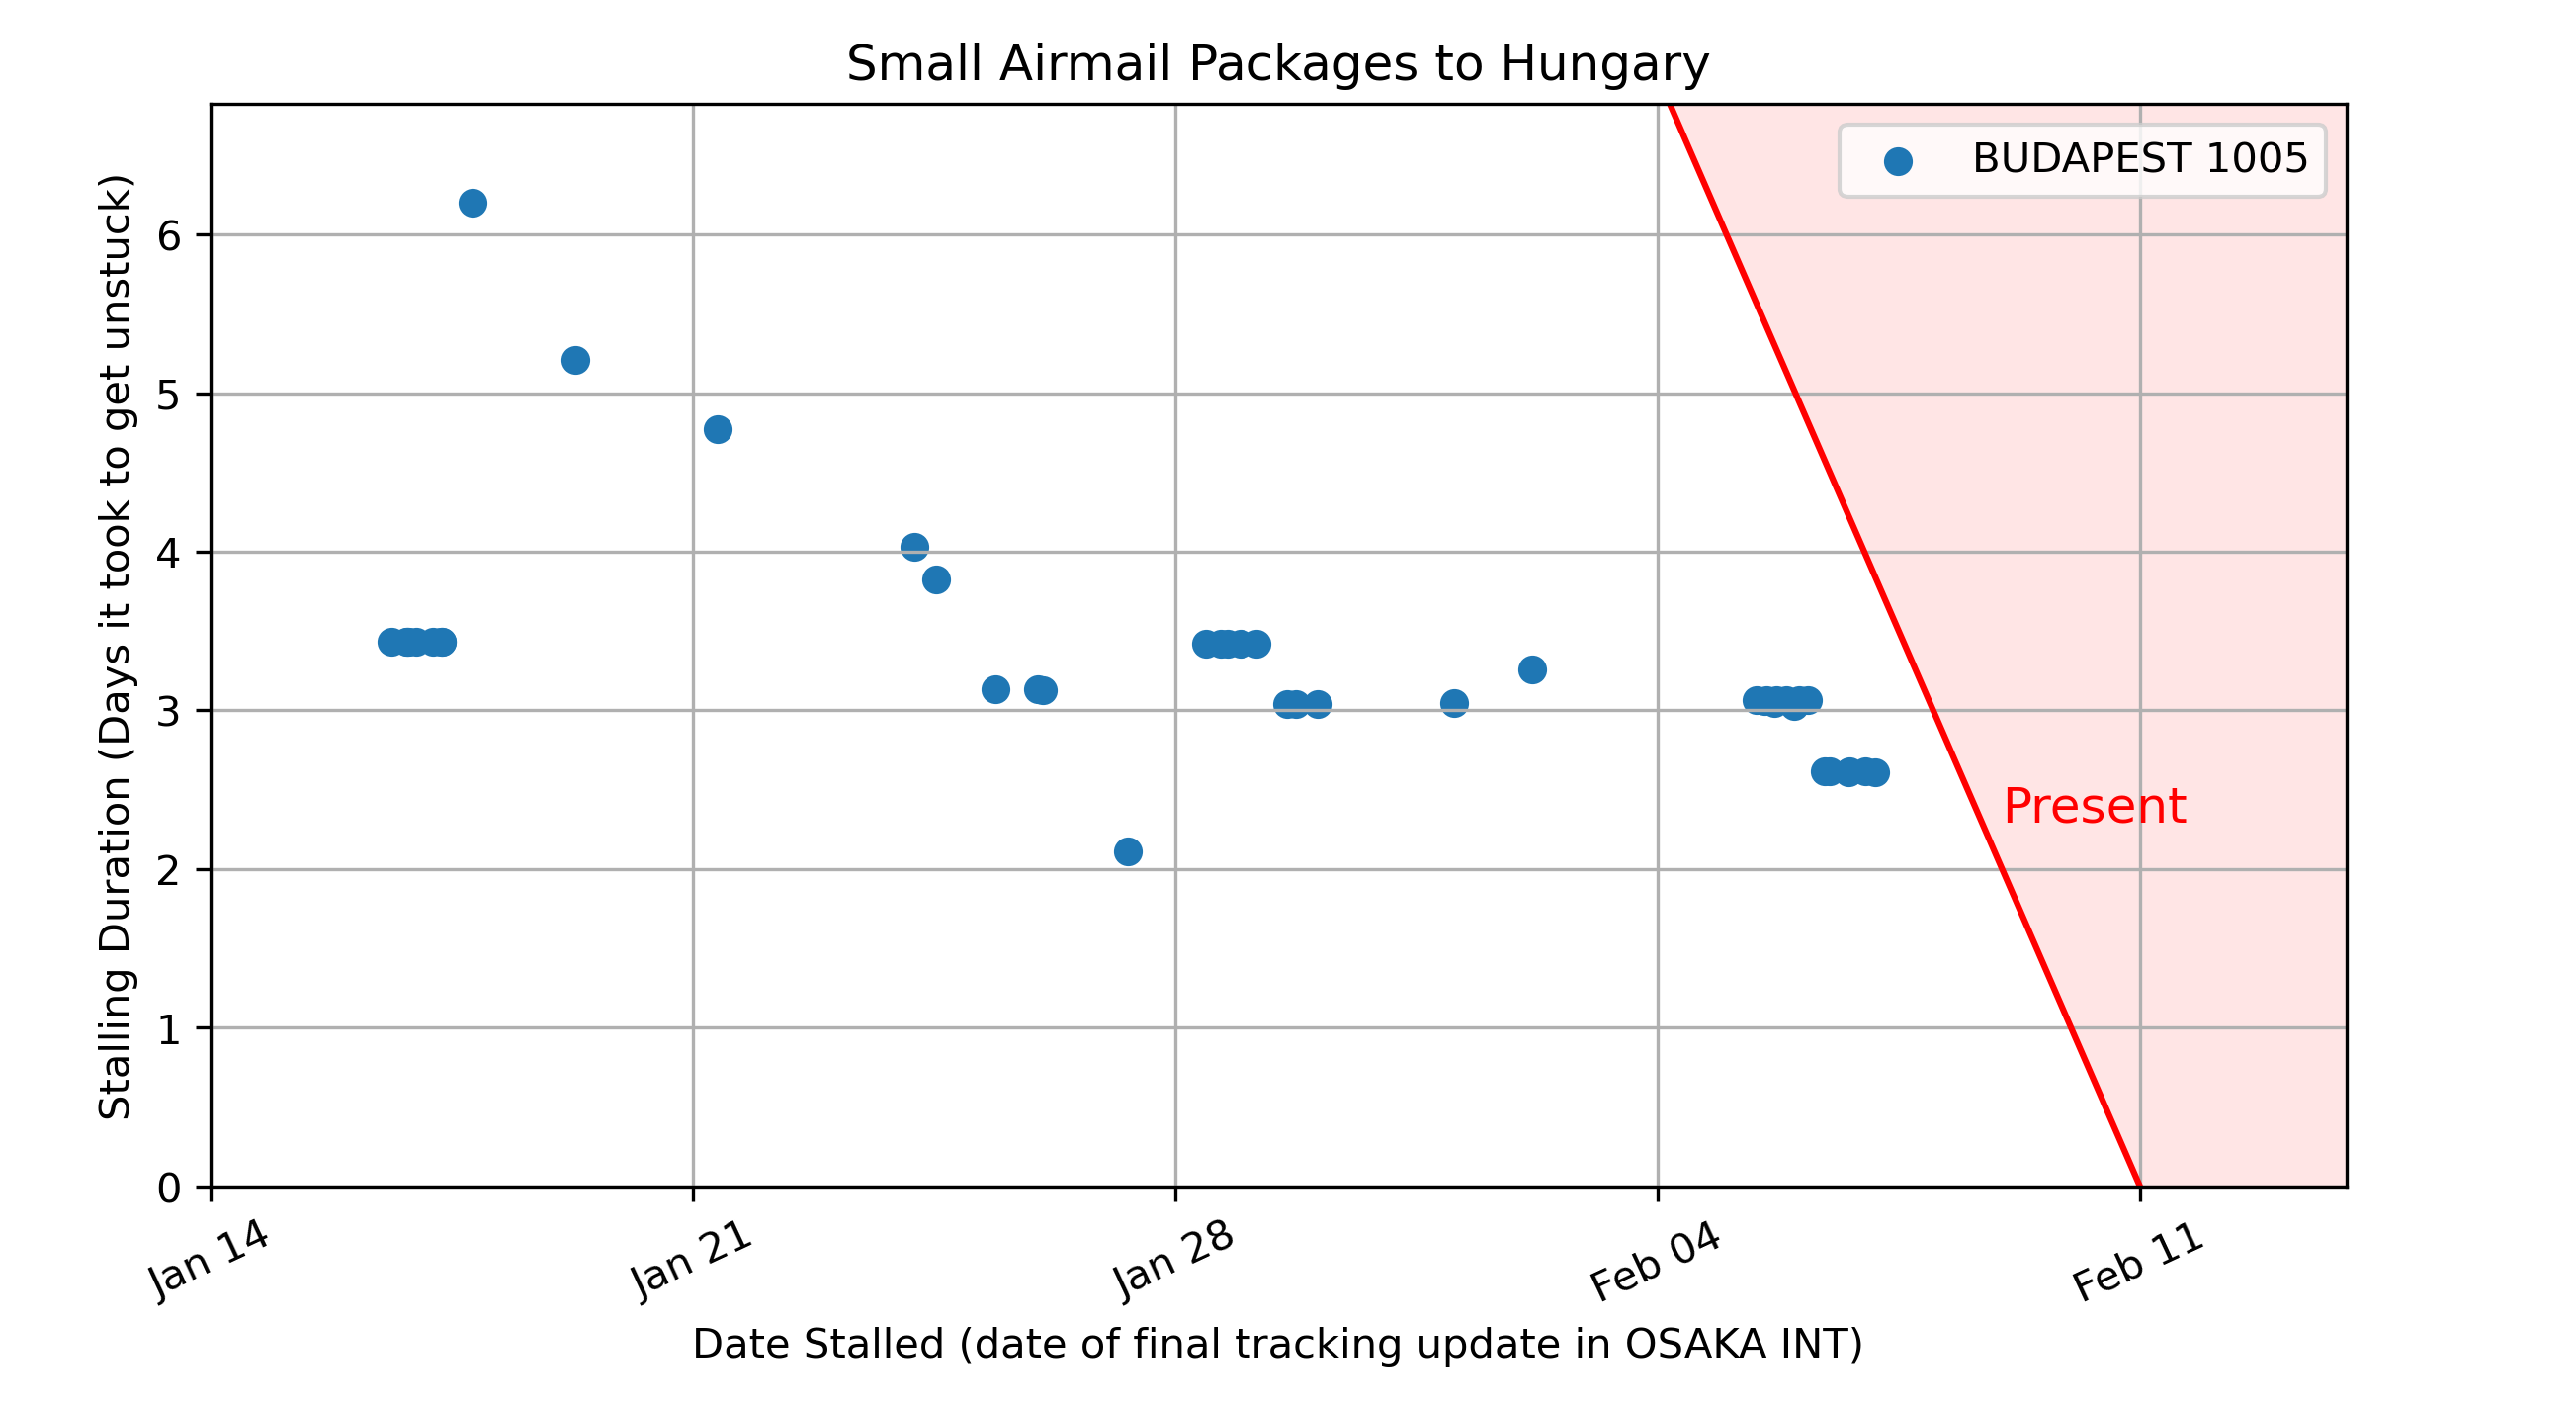 Small Airmail Packages to Hungary
BUDAPEST 1005
Stalling Duration (Days it took to get unstuck)
6
5
4
3
2
1
0
Present
Jan 14
Jan 21
Jan 28
Feb 04
Feb 11
Date Stalled (date of final tracking update in OSAKA INT)